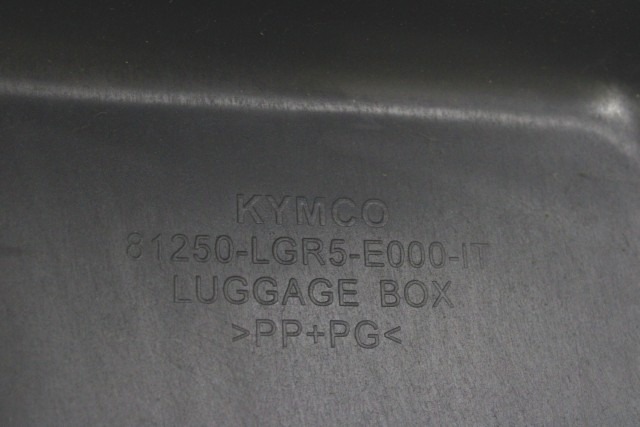 KYMCO
81250-LGR5-E000-IT
LUGGAGE BOX
>PP+PG<